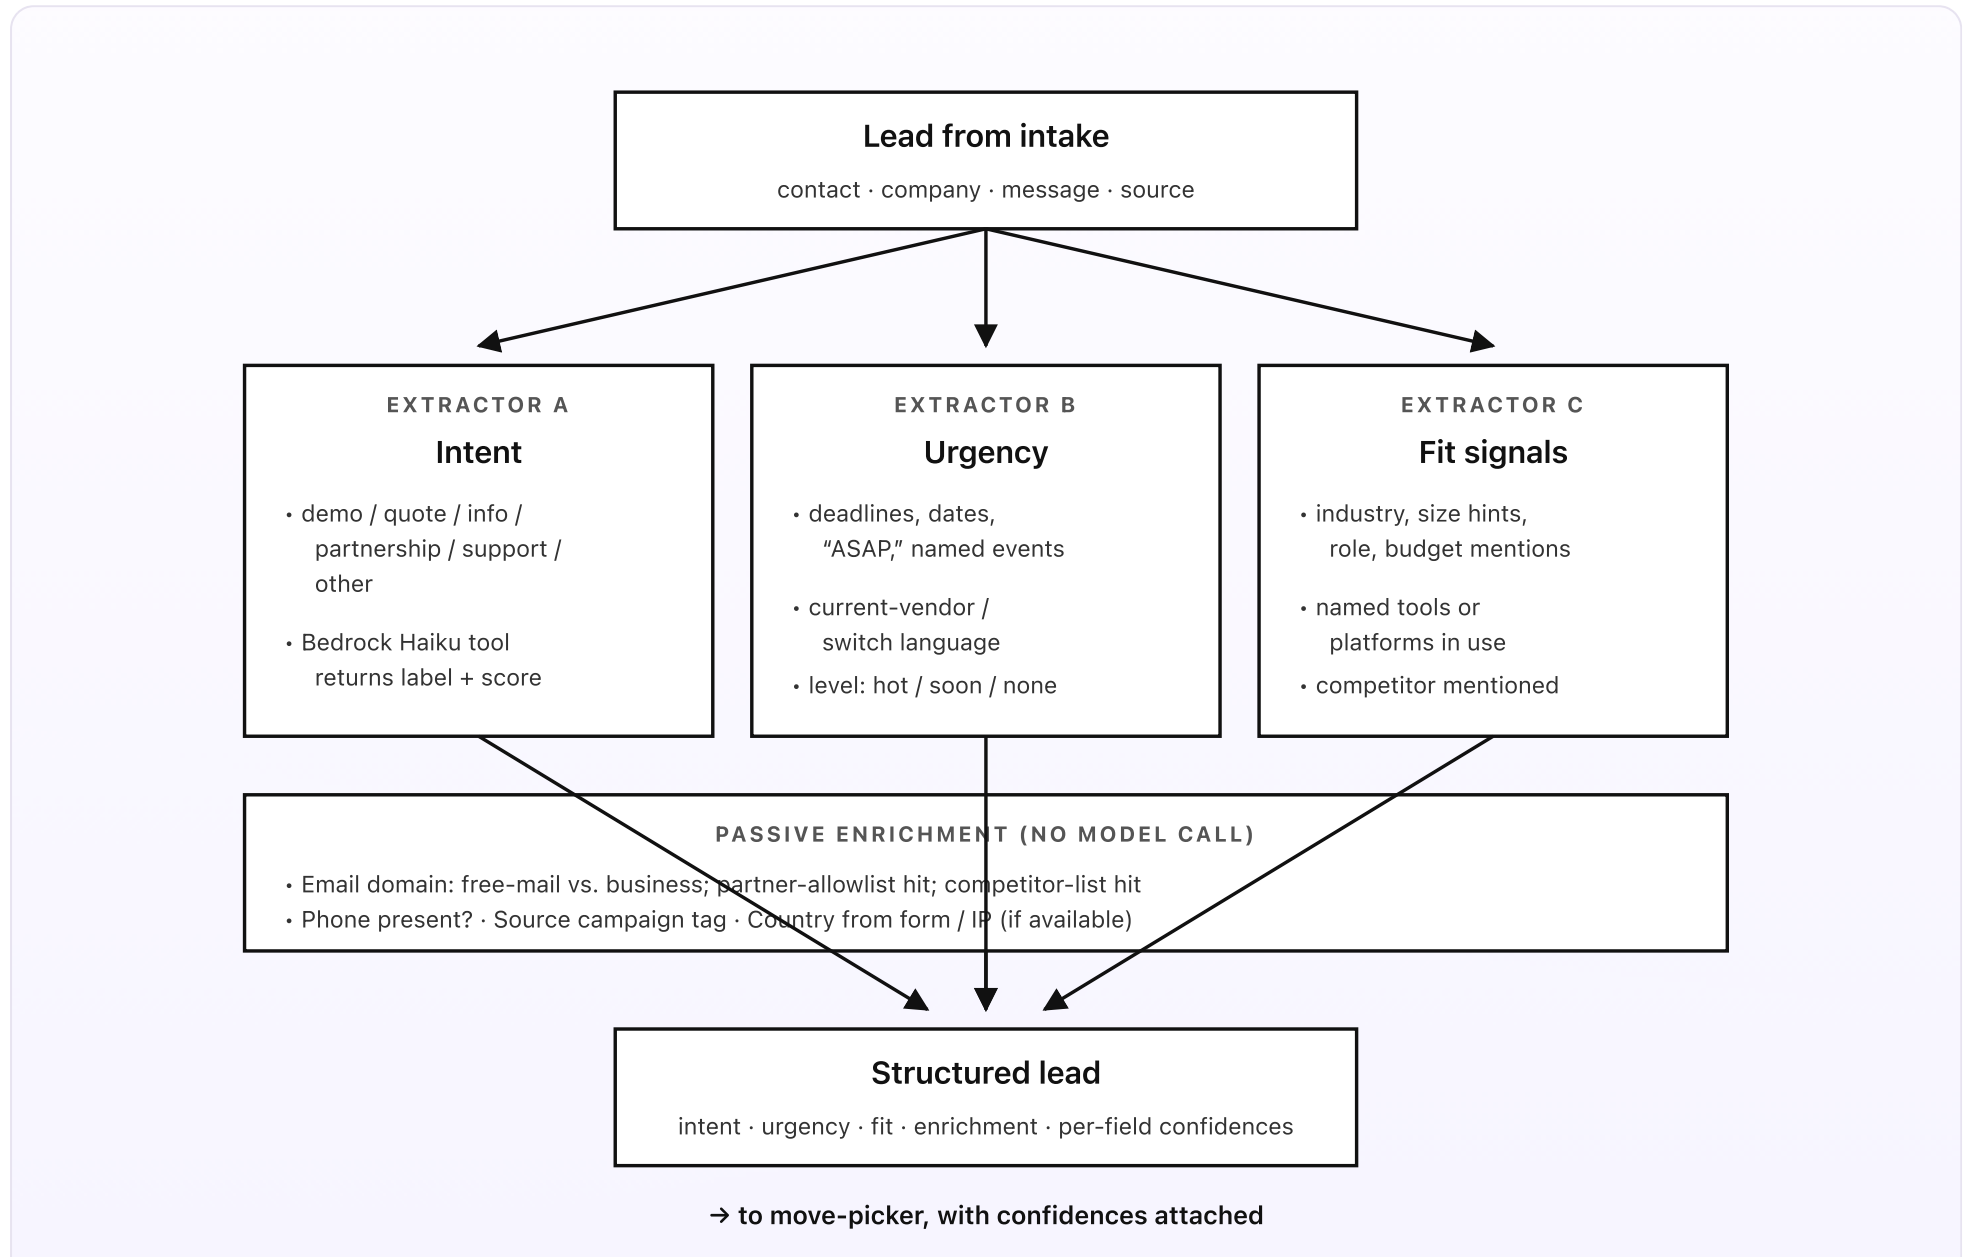 Lead from intake
contact · company · message · source
EXTRACTOR A
Intent
• demo / quote / info /
partnership / support /
other
• Bedrock Haiku tool
returns label + score
EXTRACTOR B
Urgency
• deadlines, dates,
“ASAP,” named events
• current-vendor /
switch language
• level: hot / soon / none
EXTRACTOR C
Fit signals
• industry, size hints,
role, budget mentions
• named tools or
platforms in use
• competitor mentioned
PASSIVE ENRICHMENT (NO MODEL CALL)
• Email domain: free-mail vs. business; partner-allowlist hit; competitor-list hit
• Phone present? · Source campaign tag · Country from form / IP (if available)
Structured lead
intent · urgency · fit · enrichment · per-field confidences
→ to move-picker, with confidences attached